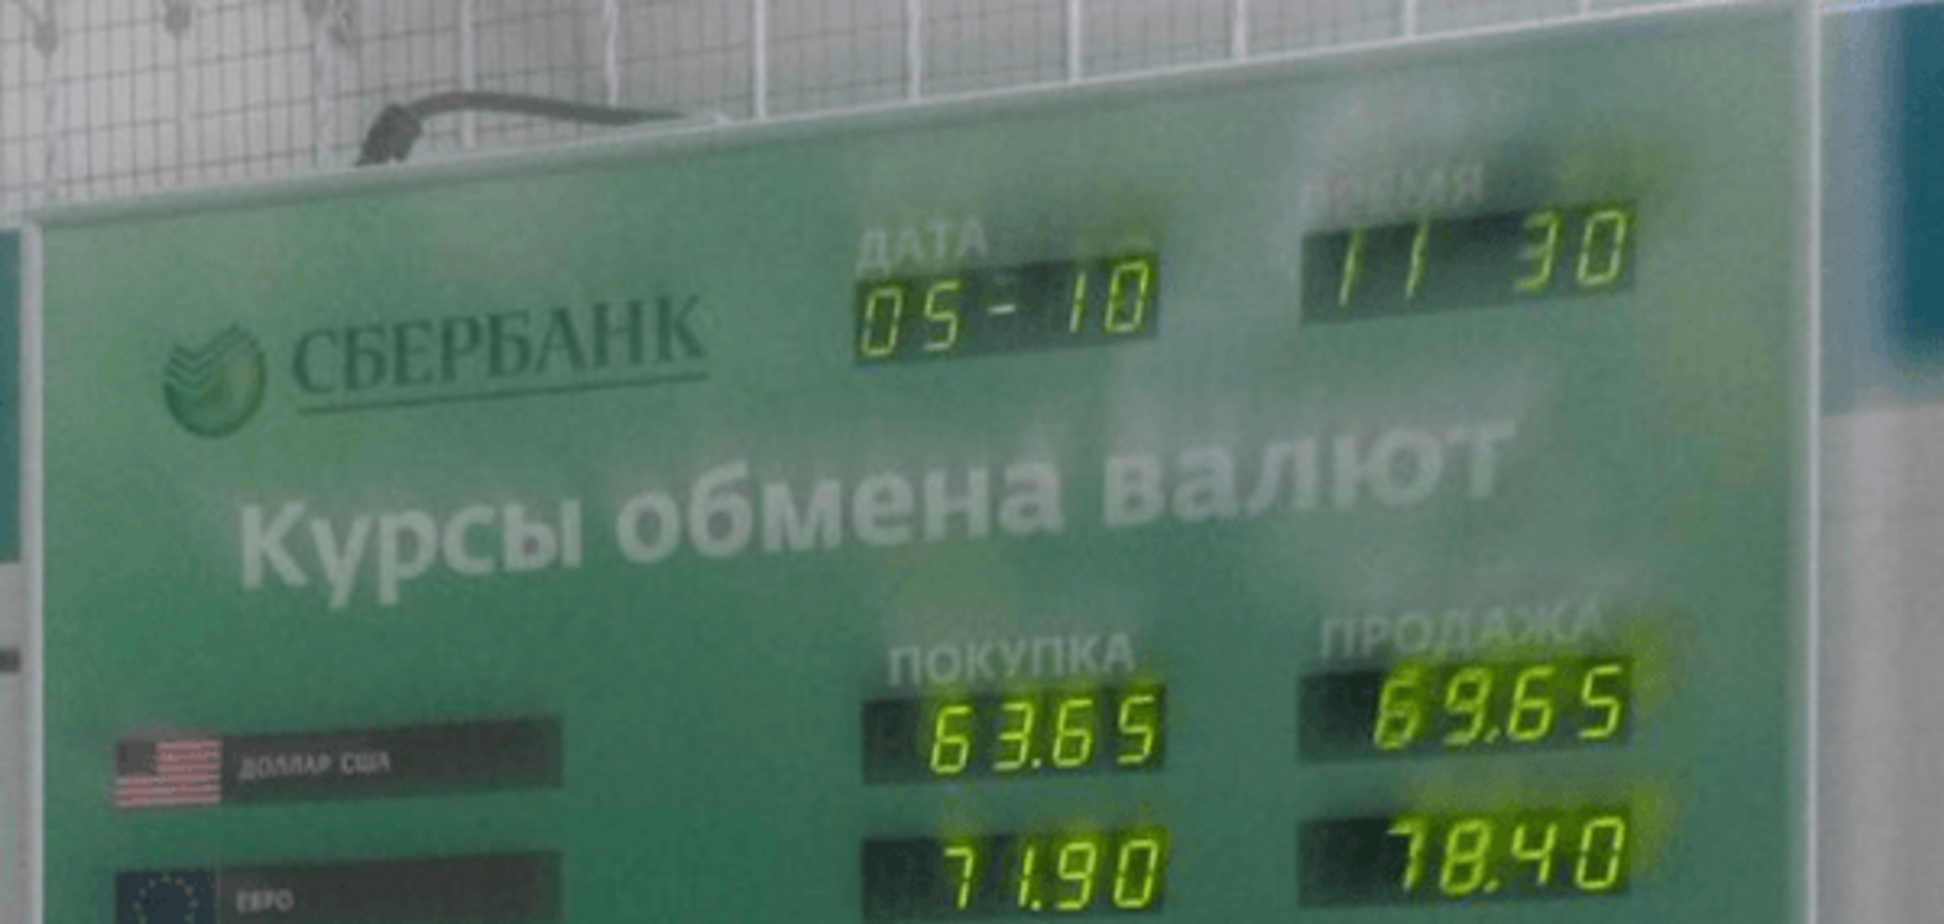 ДАТА ВРЕМЯ
05-10 11 30
СБЕРБАНК
Курсы обмена валют
ПОКУПКА ПРОДАЖА
ДОЛЛАР США 63.65 69.65
ЕВРО 71.90 78.40